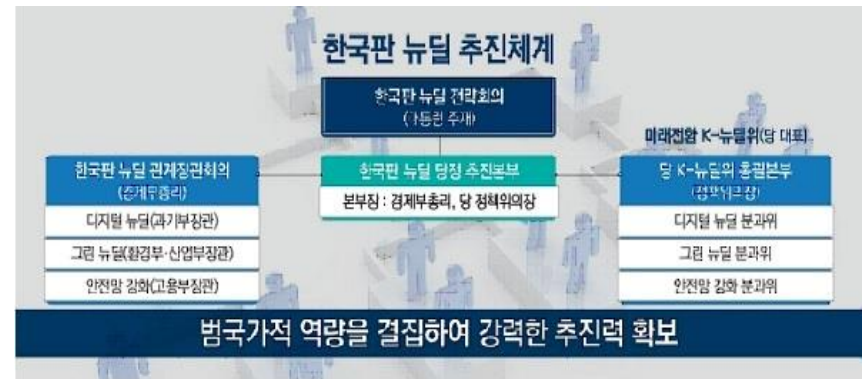 한국판 뉴딜 추진체계
한국판 뉴딜 전략회의
(대통령 주재)
미래전환 K-뉴딜위(당 대표)
한국판 뉴딜 관계장관회의
(경제부총리)
디지털 뉴딜(과기부장관)
그린 뉴딜(환경부·산업부장관)
안전망 강화(고용부장관)
한국판 뉴딜 당정 추진본부
본부장 : 경제부총리, 당 정책위의장
당 K-뉴딜위 총괄본부
(정책위의장)
디지털 뉴딜 분과위
그린 뉴딜 분과위
안전망 강화 분과위
범국가적 역량을 결집하여 강력한 추진력 확보